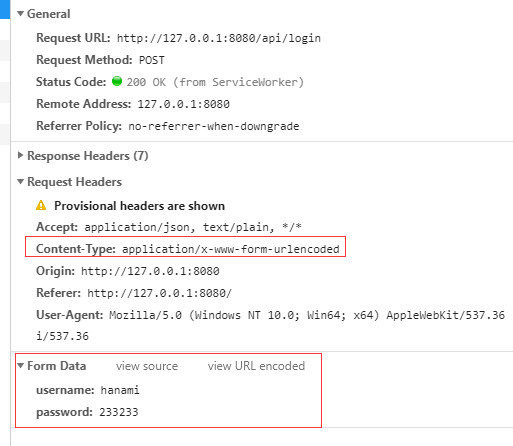 General
Request URL: http://127.0.0.1:8080/api/login
Request Method: POST
Status Code: 200 OK (from ServiceWorker)
Remote Address: 127.0.0.1:8080
Referrer Policy: no-referrer-when-downgrade
Response Headers (7)
Request Headers
Provisional headers are shown
Accept: application/json, text/plain, */*
Content-Type: application/x-www-form-urlencoded
Origin: http://127.0.0.1:8080
Referer: http://127.0.0.1:8080/
User-Agent: Mozilla/5.0 (Windows NT 10.0; Win64; x64) AppleWebKit/537.36
i/537.36
Form Data view source view URL encoded
username: hanami
password: 233233